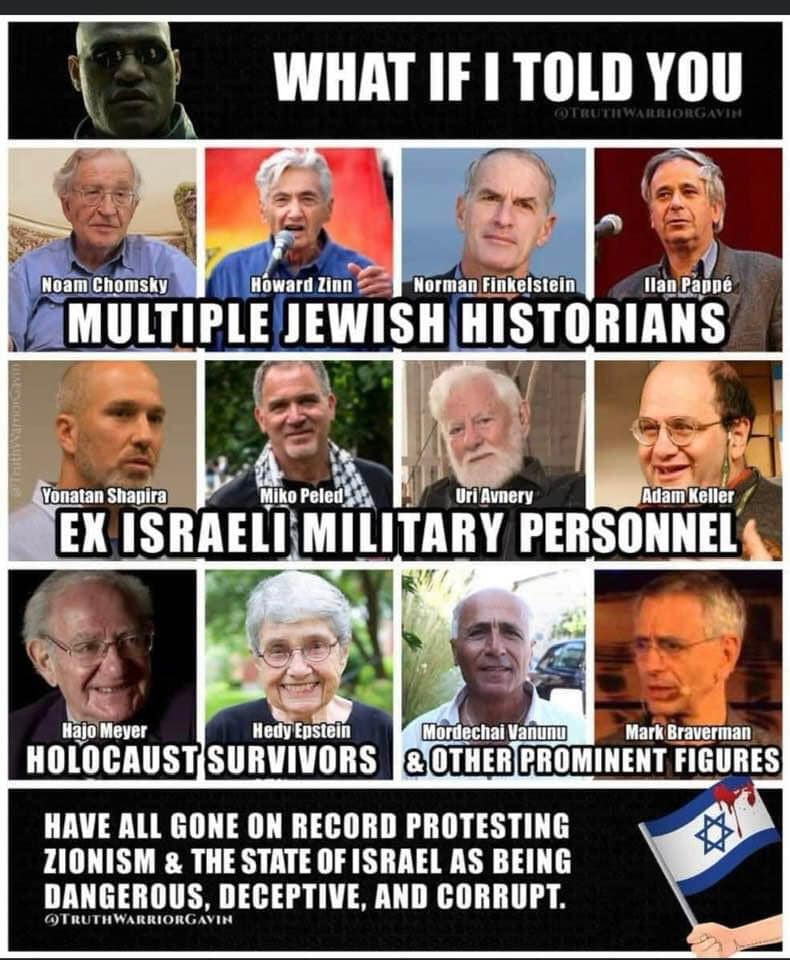 WHAT IF I TOLD YOU
@TRUTHWARRIORGAVIN
Noam Chomsky
Howard Zinn
Norman Finkelstein
Ilan Pappé
MULTIPLE JEWISH HISTORIANS
@TruthWarriorGavin
Yonatan Shapira
Miko Peled
Uri Avnery
Adam Keller
EX ISRAELI MILITARY PERSONNEL
Hajo Meyer
Hedy Epstein
Mordechai Vanunu
Mark Braverman
HOLOCAUST SURVIVORS & OTHER PROMINENT FIGURES
HAVE ALL GONE ON RECORD PROTESTING
ZIONISM & THE STATE OF ISRAEL AS BEING
DANGEROUS, DECEPTIVE, AND CORRUPT.
@TRUTHWARRIORGAVIN